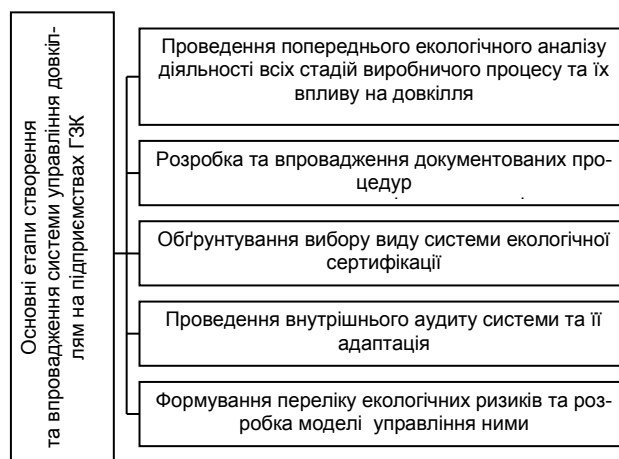 Основні етапи створення
та впровадження системи управління довкіл-
лям на підприємствах ГЗК
Проведення попереднього екологічного аналізу
діяльності всіх стадій виробничого процесу та їх
впливу на довкілля
Розробка та впровадження документованих про-
цедур
Обґрунтування вибору виду системи екологічної
сертифікації
Проведення внутрішнього аудиту системи та її
адаптація
Формування переліку екологічних ризиків та роз-
робка моделі управління ними